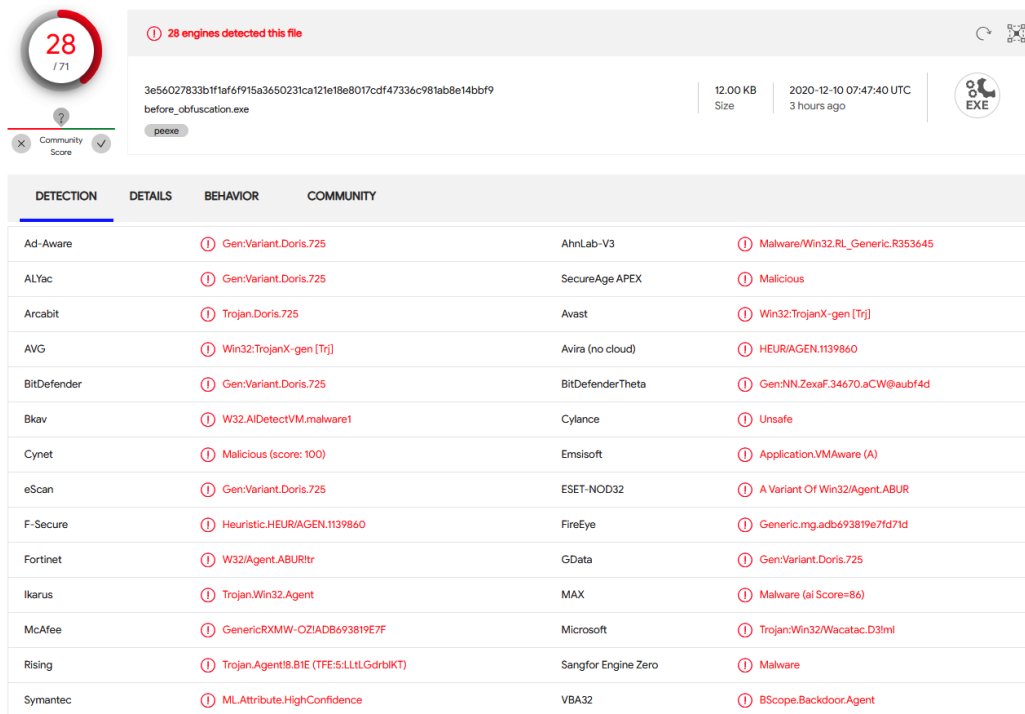 28
/ 71
?
Community
Score
28 engines detected this file
3e56027833b1f1af6f915a3650231ca121e18e8017cdf47336c981ab8e14bbf9
before_obfuscation.exe
peexe
12.00 KB
Size
2020-12-10 07:47:40 UTC
3 hours ago
EXE
DETECTION DETAILS BEHAVIOR COMMUNITY
Ad-Aware Gen:Variant.Doris.725 AhnLab-V3 Malware/Win32.RL_Generic.R353645
ALYac Gen:Variant.Doris.725 SecureAge APEX Malicious
Arcabit Trojan.Doris.725 Avast Win32:TrojanX-gen [Trj]
AVG Win32:TrojanX-gen [Trj] Avira (no cloud) HEUR/AGEN.1139860
BitDefender Gen:Variant.Doris.725 BitDefenderTheta Gen:NN.ZexaF.34670.aCW@aubf4d
Bkav W32.AIDetectVM.malware1 Cylance Unsafe
Cynet Malicious (score: 100) Emsisoft Application.VMAware (A)
eScan Gen:Variant.Doris.725 ESET-NOD32 A Variant Of Win32/Agent.ABUR
F-Secure Heuristic.HEUR/AGEN.1139860 FireEye Generic.mg.adb693819e7fd71d
Fortinet W32/Agent.ABUR!tr GData Gen:Variant.Doris.725
Ikarus Trojan.Win32.Agent MAX Malware (ai Score=86)
McAfee GenericRXMW-OZ!ADB693819E7F Microsoft Trojan:Win32/Wacatac.D3!ml
Rising Trojan.Agent!8.B1E (TFE:5:LLtLGdrbIKT) Sangfor Engine Zero Malware
Symantec ML.Attribute.HighConfidence VBA32 BScope.Backdoor.Agent